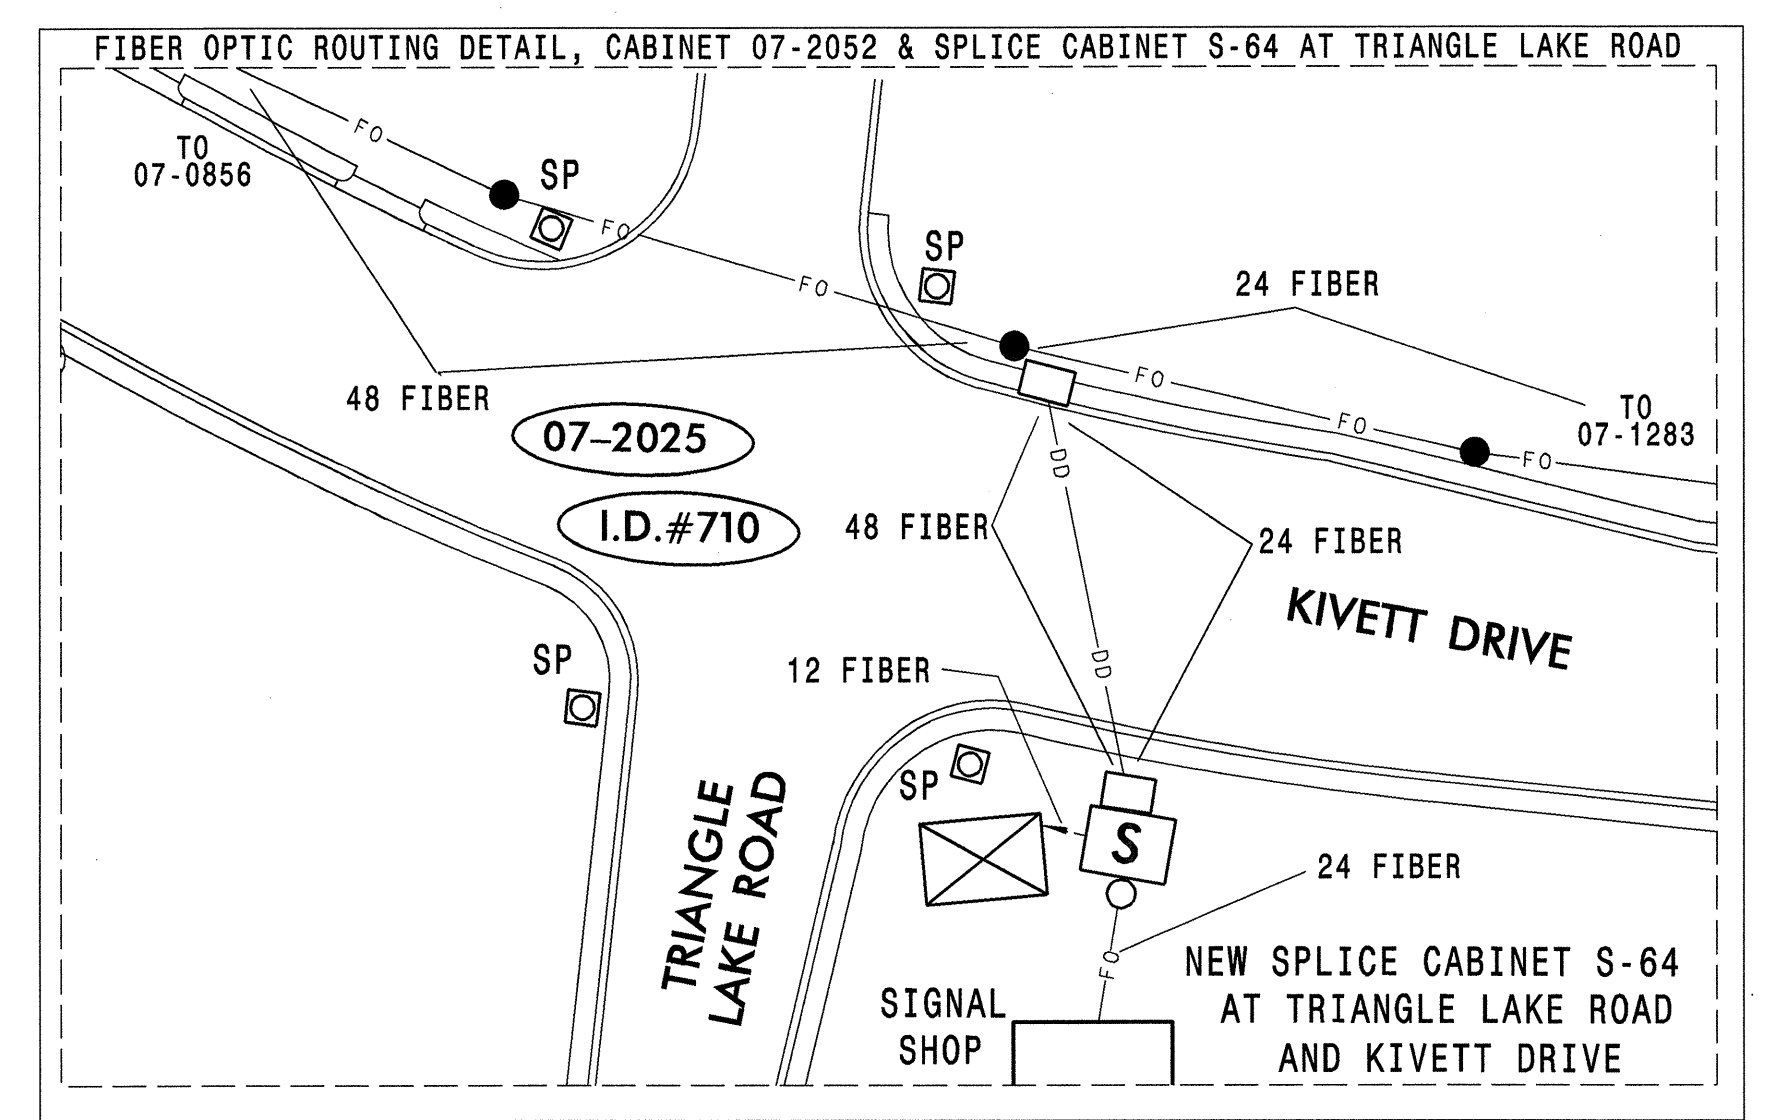 FIBER OPTIC ROUTING DETAIL, CABINET 07-2052 & SPLICE CABINET S-64 AT TRIANGLE LAKE ROAD
FO
TO
07-0856
SP
FO
SP
FO
24 FIBER
48 FIBER
FO
FO
TO
07-1283
FO
07-2025
DD
I.D.#710
48 FIBER
24 FIBER
KIVETT DRIVE
SP
12 FIBER
DD
SP
TRIANGLE
LAKE ROAD
S
24 FIBER
FO
SIGNAL
SHOP
NEW SPLICE CABINET S-64
AT TRIANGLE LAKE ROAD
AND KIVETT DRIVE